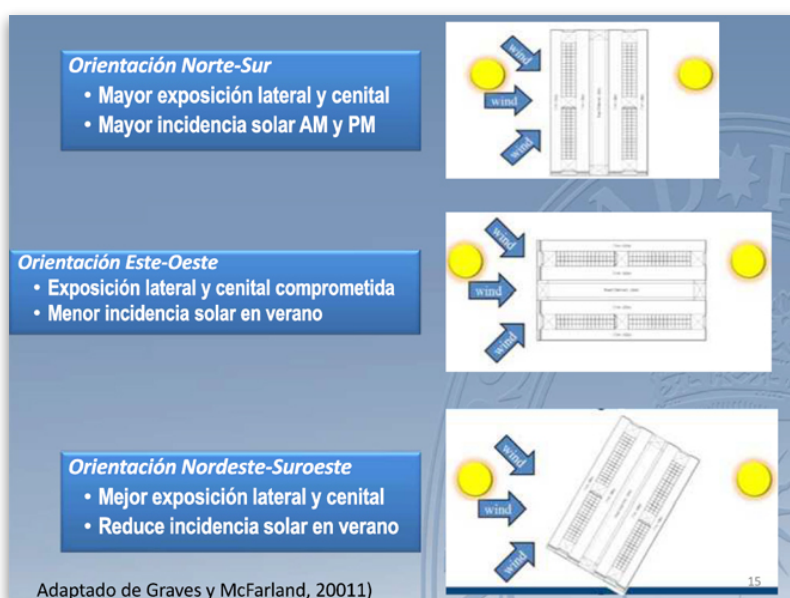 Orientación Norte-Sur
• Mayor exposición lateral y cenital
• Mayor incidencia solar AM y PM
wind
wind
wind
Orientación Este-Oeste
• Exposición lateral y cenital comprometida
• Menor incidencia solar en verano
wind
wind
wind
Orientación Nordeste-Suroeste
• Mejor exposición lateral y cenital
• Reduce incidencia solar en verano
wind
wind
wind
15
Adaptado de Graves y McFarland, 20011)